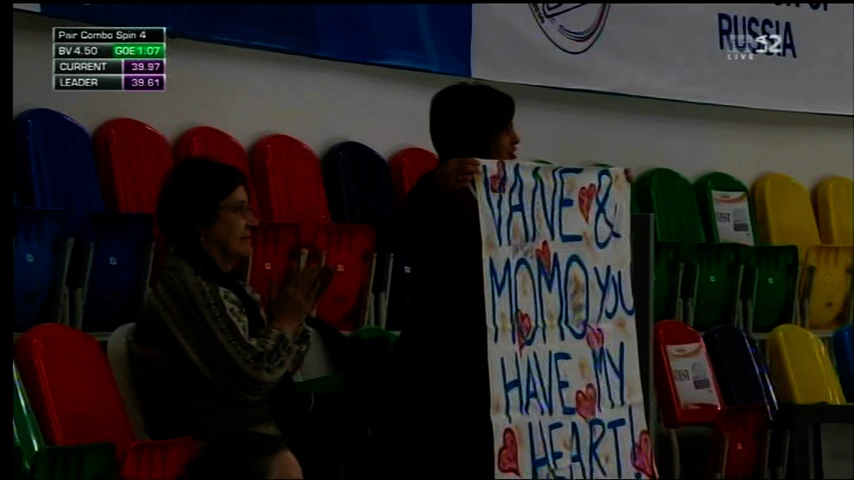 Pair Combo Spin 4
BV 4.50 GOE 1.07
CURRENT 39.97
LEADER 39.61
RUSSIA
LIVE
VANE &
MOMO YOU
HAVE MY
HEART!